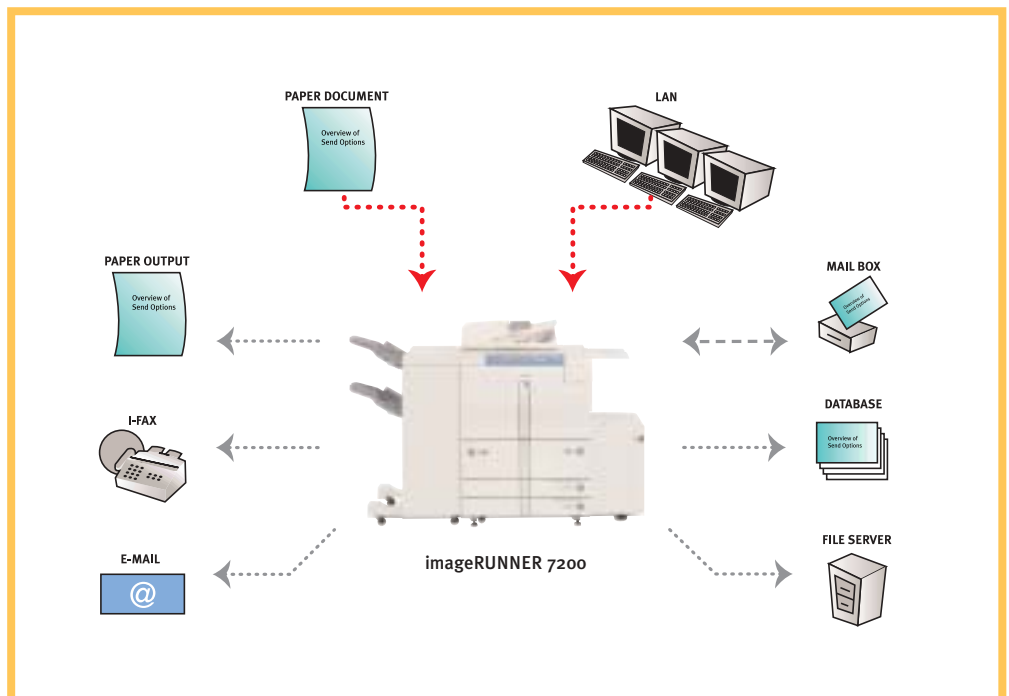 PAPER DOCUMENT
Overview of
Send Options
LAN
PAPER OUTPUT
Overview of
Send Options
MAIL BOX
Overview of
Send Options
I-FAX
DATABASE
Overview of
Send Options
E-MAIL
@
FILE SERVER
imageRUNNER 7200